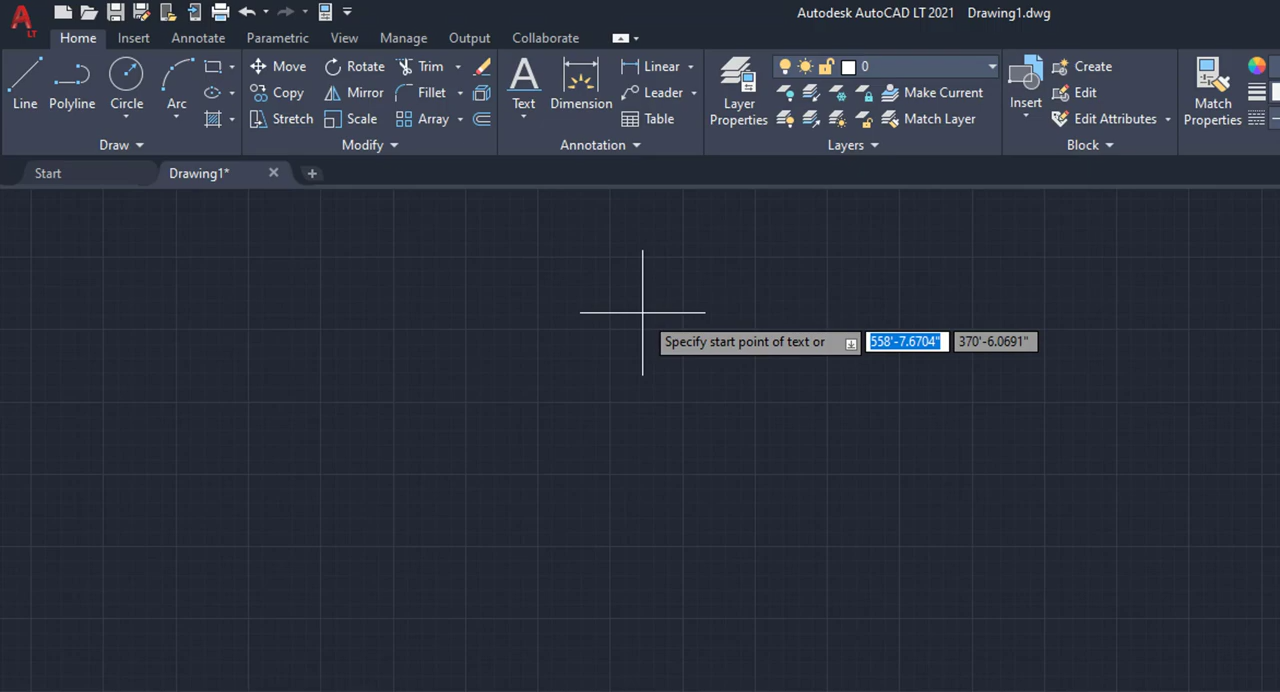 LT
Autodesk AutoCAD LT 2021 Drawing1.dwg
Home Insert Annotate Parametric View Manage Output Collaborate
Line Polyline Circle Arc
Move Rotate Trim
Copy Mirror Fillet
Stretch Scale Array
Text Dimension
Linear
Leader
Table
Layer
Properties
0
Make Current
Match Layer
Insert
Create
Edit
Edit Attributes
Match
Properties
Draw Modify Annotation Layers Block
Start Drawing1*
Specify start point of text or 558'-7.6704" 370'-6.0691"